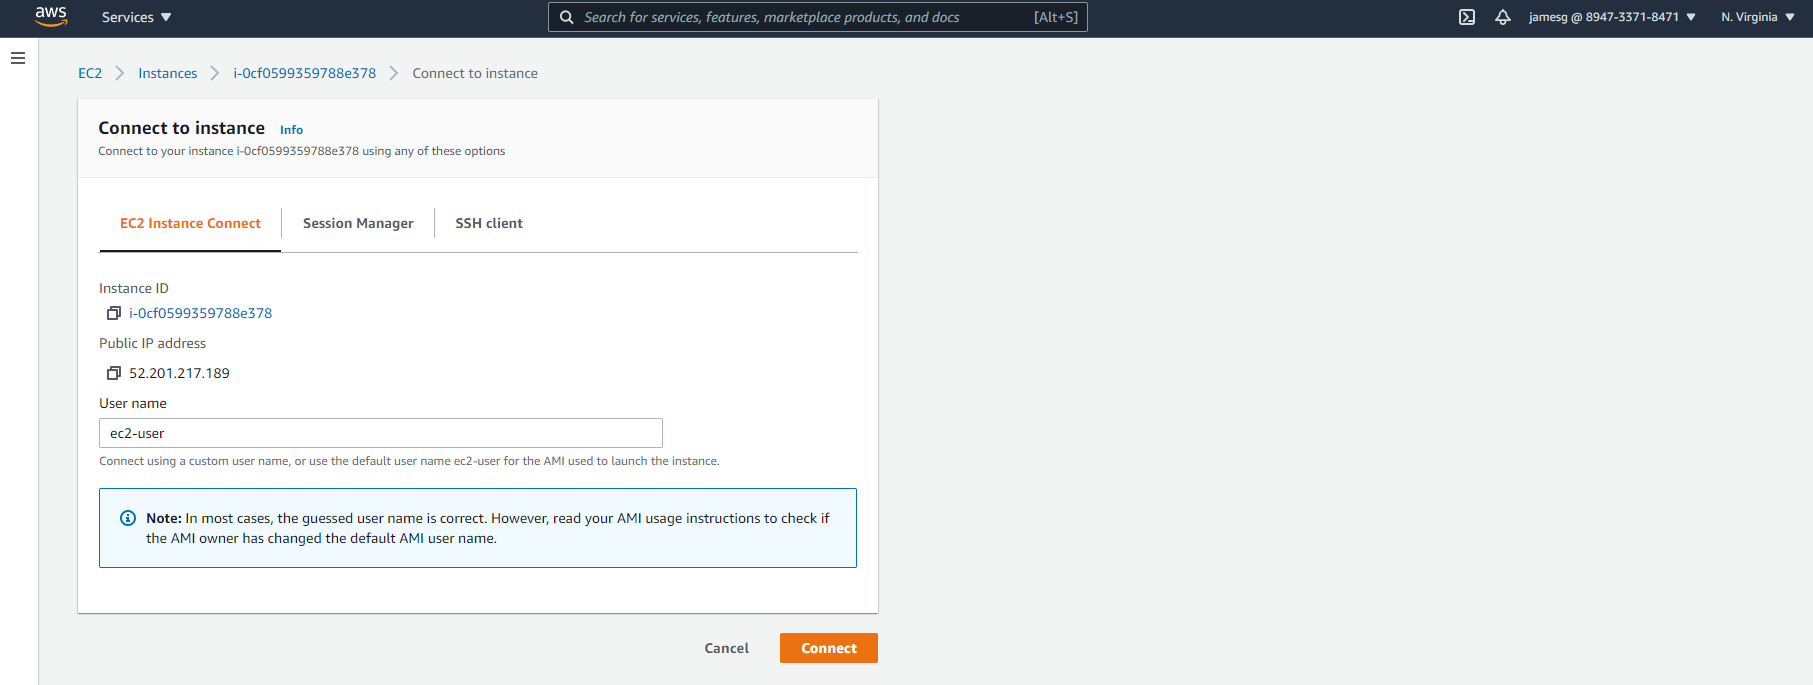 aws Services Search for services, features, marketplace products, and docs [Alt+S] jamesg @ 8947-3371-8471 N. Virginia
EC2 Instances i-0cf0599359788e378 Connect to instance
Connect to instance Info
Connect to your instance i-0cf0599359788e378 using any of these options
EC2 Instance Connect Session Manager SSH client
Instance ID
i-0cf0599359788e378
Public IP address
52.201.217.189
User name
ec2-user
Connect using a custom user name, or use the default user name ec2-user for the AMI used to launch the instance.
Note: In most cases, the guessed user name is correct. However, read your AMI usage instructions to check if
the AMI owner has changed the default AMI user name.
Cancel Connect